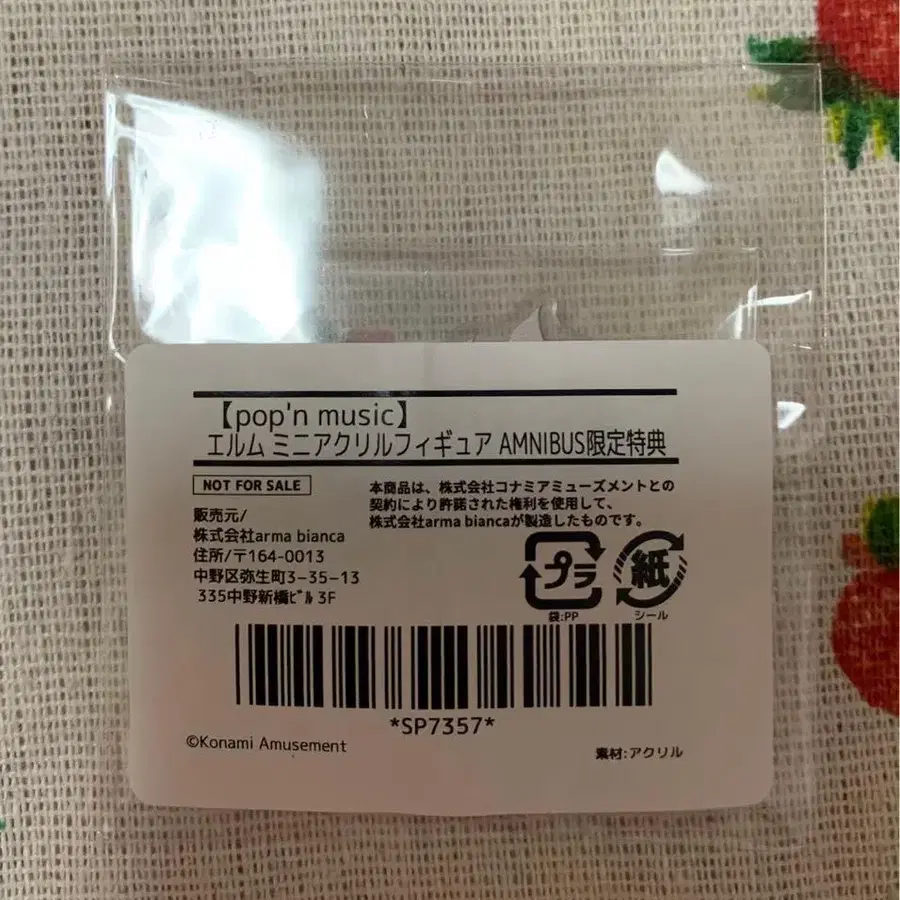 【pop'n music】
エルム ミニアクリルフィギュア AMNIBUS限定特典
NOT FOR SALE
販売元/
株式会社arma bianca
住所/〒164-0013
中野区弥生町3-35-13
335中野新橋ﾋﾞﾙ 3F
本商品は、株式会社コナミアミューズメントとの
契約により許諾された権利を使用して、
株式会社arma biancaが製造したものです。
プラ
袋:PP
紙
シール
*SP7357*
©Konami Amusement
素材:アクリル